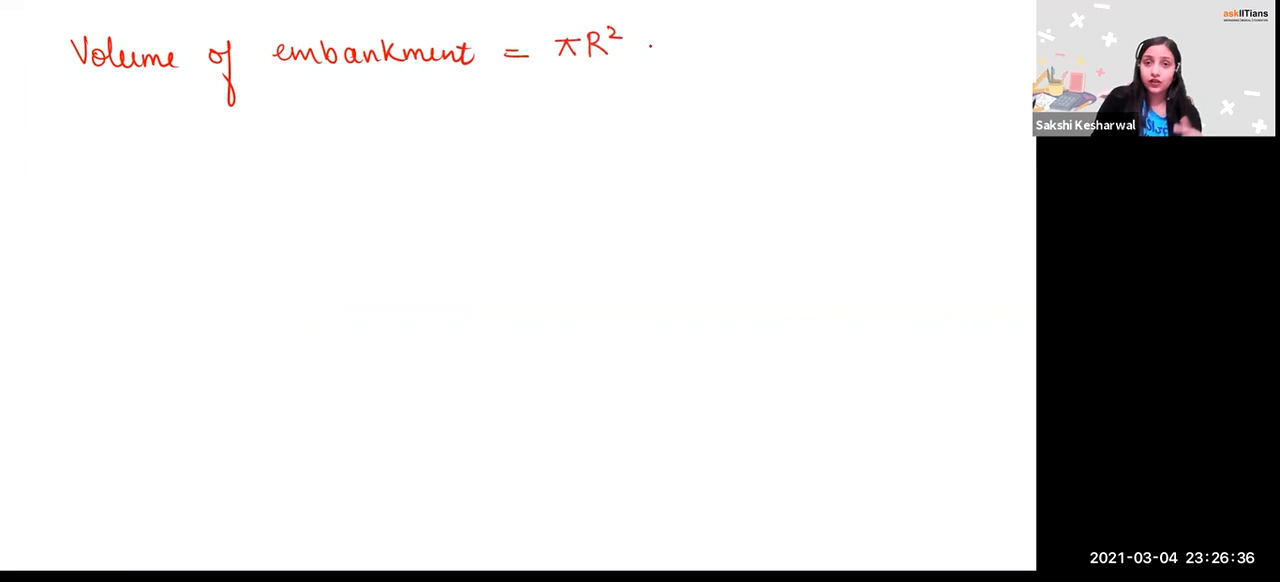 Volume of embankment = πR² .
askIITians
Sakshi Kesharwal
2021-03-04 23:26:36